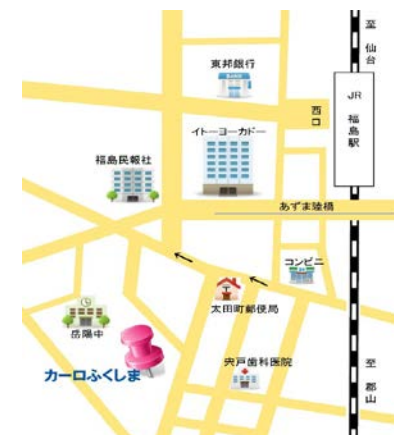 至
仙
台
東邦銀行
JR
福
島
駅
西
口
イトーヨーカドー
福島民報社
あずま陸橋
コンビニ
太田町郵便局
岳陽中
カーロふくしま
宍戸歯科医院
至
郡
山